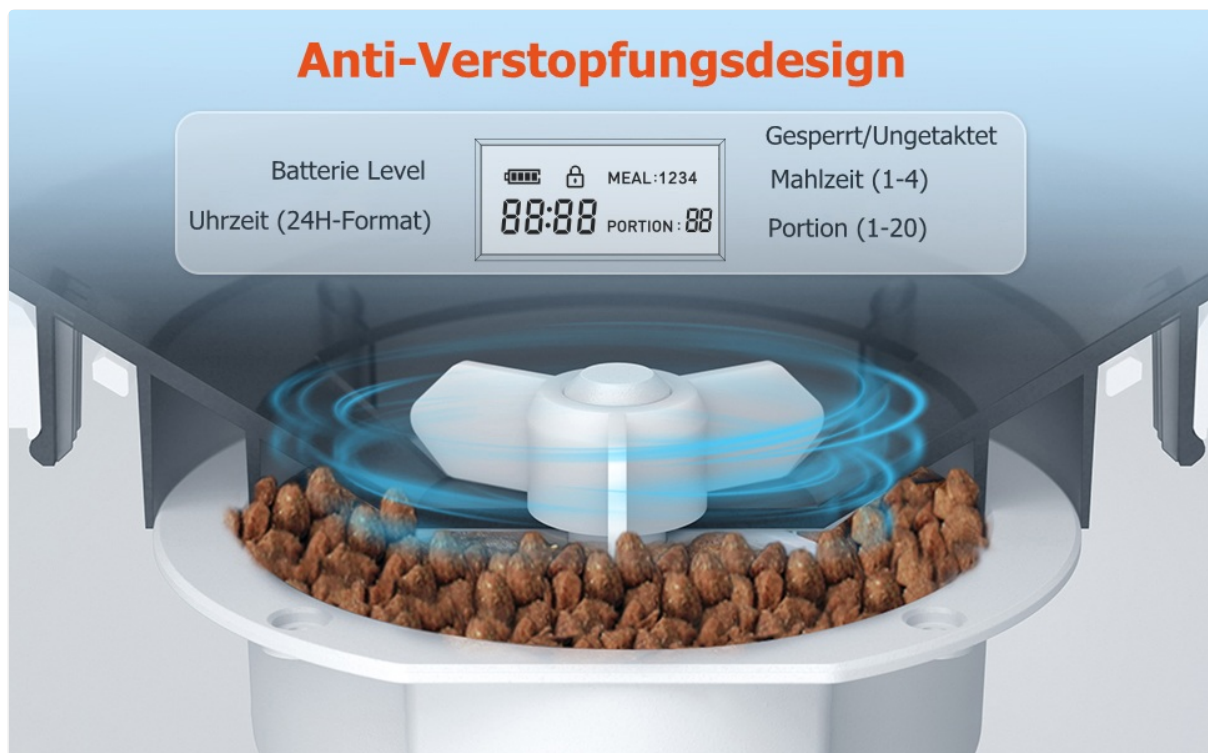 Anti-Verstopfungsdesign
Batterie Level
Uhrzeit (24H-Format)
MEAL:1234
88:88 PORTION:88
Gesperrt/Ungetaktet
Mahlzeit (1-4)
Portion (1-20)